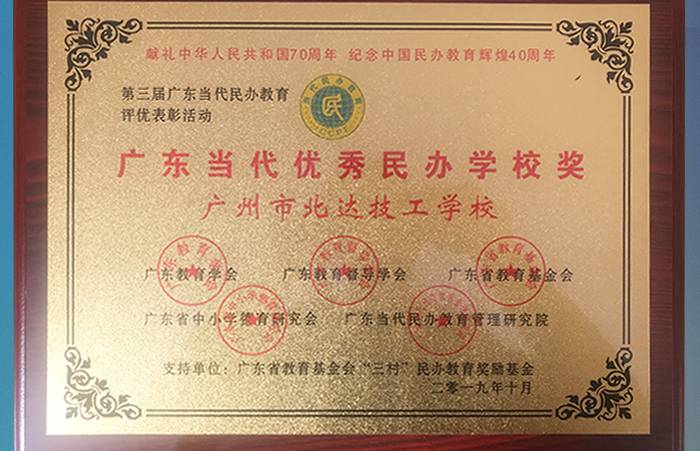 献礼中华人民共和国70周年 纪念中国民办教育辉煌40周年
第三届广东当代民办教育
评优表彰活动
当代民办教育
民
CCPE
广东当代优秀民办学校奖
广州市北达技工学校
广东教育学会 广东教育督导学会 广东省教育基金会
广东省中小学德育研究会 广东当代民办教育管理研究院
支持单位：广东省教育基金会“三村”民办教育奖励基金
二零一九年十月